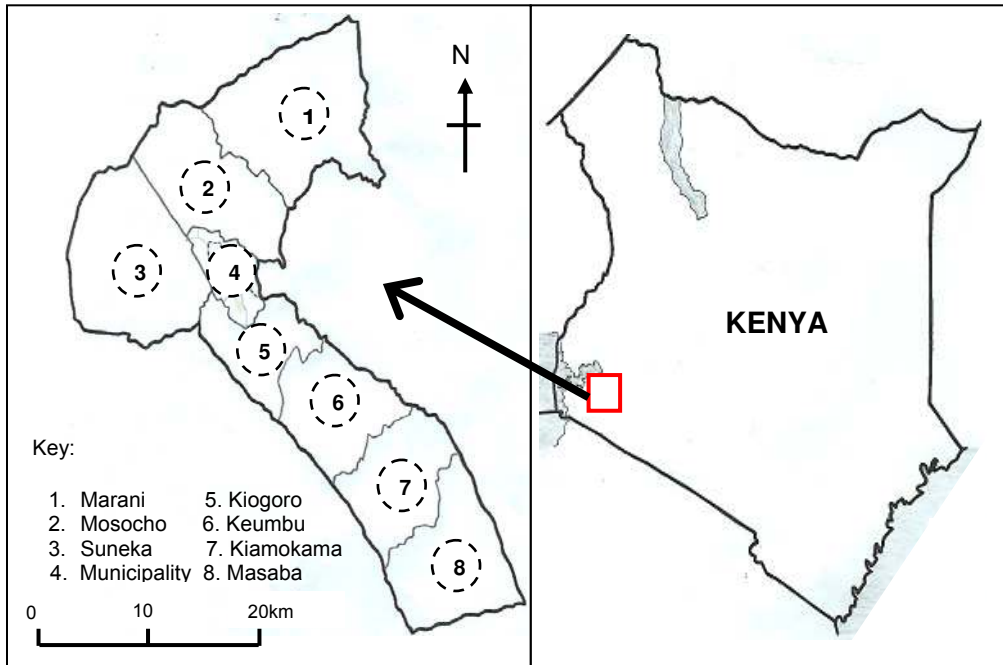 N
1
2
3
4
5
6
7
8
Key:
1. Marani 5. Kiogoro
2. Mosocho 6. Keumbu
3. Suneka 7. Kiamokama
4. Municipality 8. Masaba
0 10 20km
KENYA